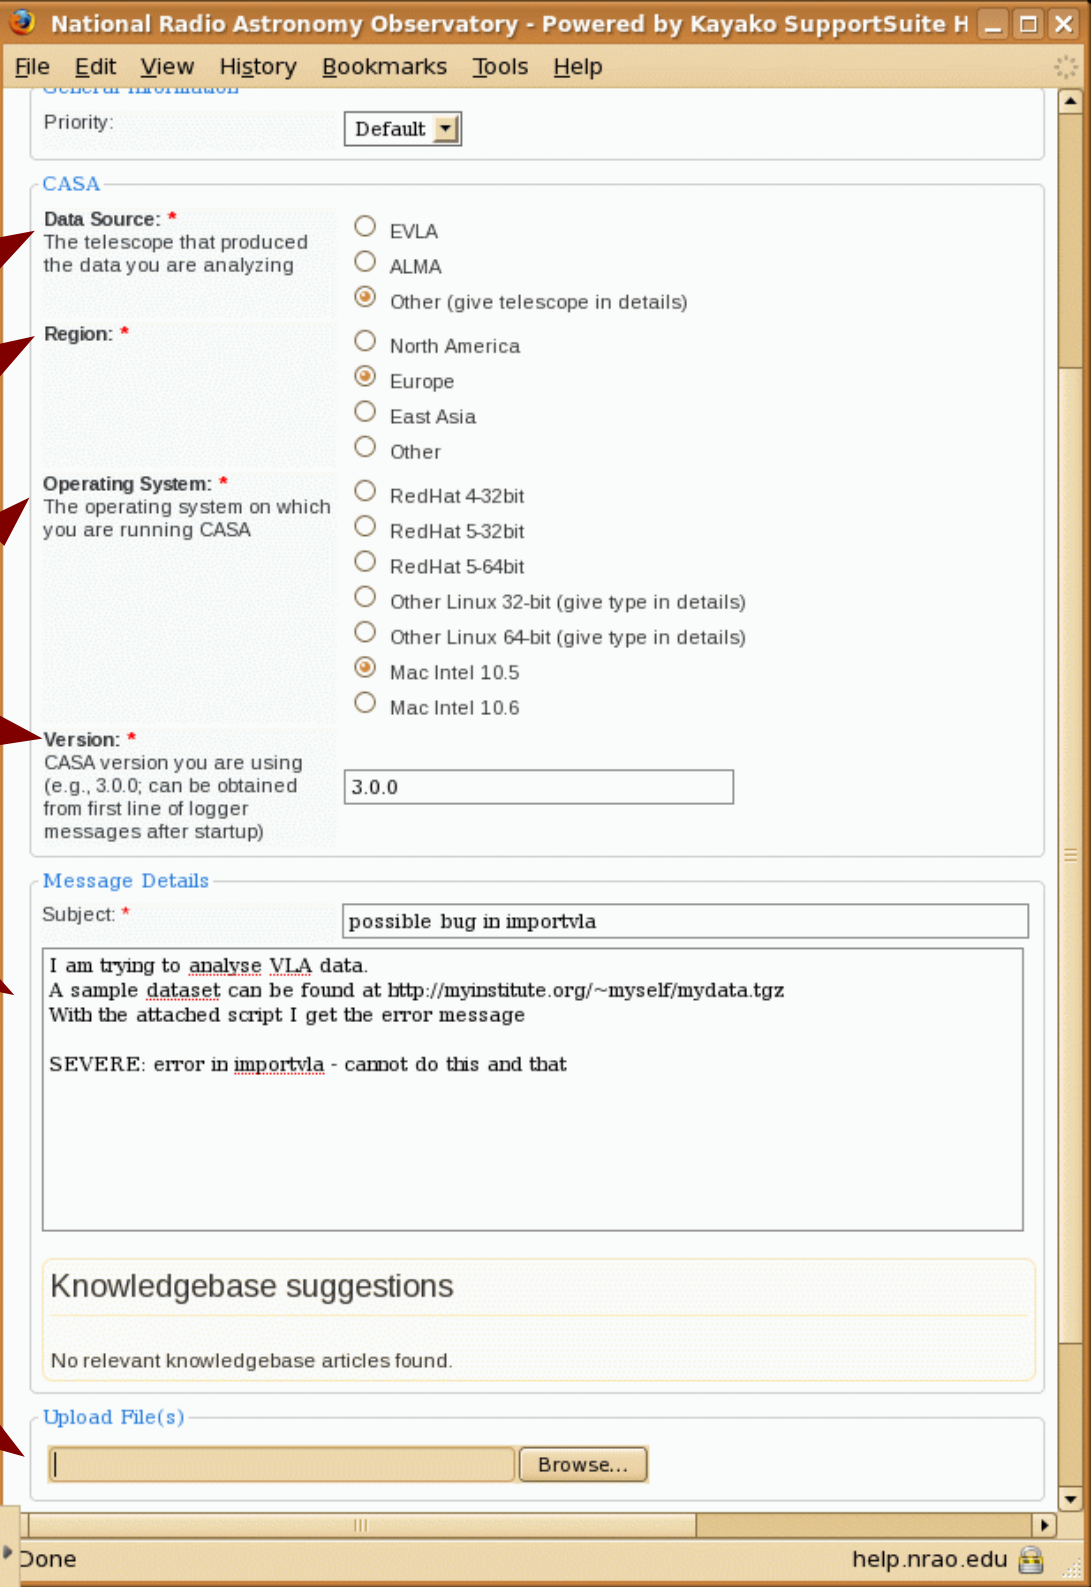 National Radio Astronomy Observatory - Powered by Kayako SupportSuite H
File Edit View History Bookmarks Tools Help
General Information
Priority:
Default
CASA
Data Source: *
The telescope that produced
the data you are analyzing
EVLA
ALMA
Other (give telescope in details)
Region: *
North America
Europe
East Asia
Other
Operating System: *
The operating system on which
you are running CASA
RedHat 4-32bit
RedHat 5-32bit
RedHat 5-64bit
Other Linux 32-bit (give type in details)
Other Linux 64-bit (give type in details)
Mac Intel 10.5
Mac Intel 10.6
Version: *
CASA version you are using
(e.g., 3.0.0; can be obtained
from first line of logger
messages after startup)
3.0.0
Message Details
Subject: *
possible bug in importvla
I am trying to analyse VLA data.
A sample dataset can be found at http://myinstitute.org/~myself/mydata.tgz
With the attached script I get the error message
SEVERE: error in importvla - cannot do this and that
Knowledgebase suggestions
No relevant knowledgebase articles found.
Upload File(s)
Browse...
Done
help.nrao.edu